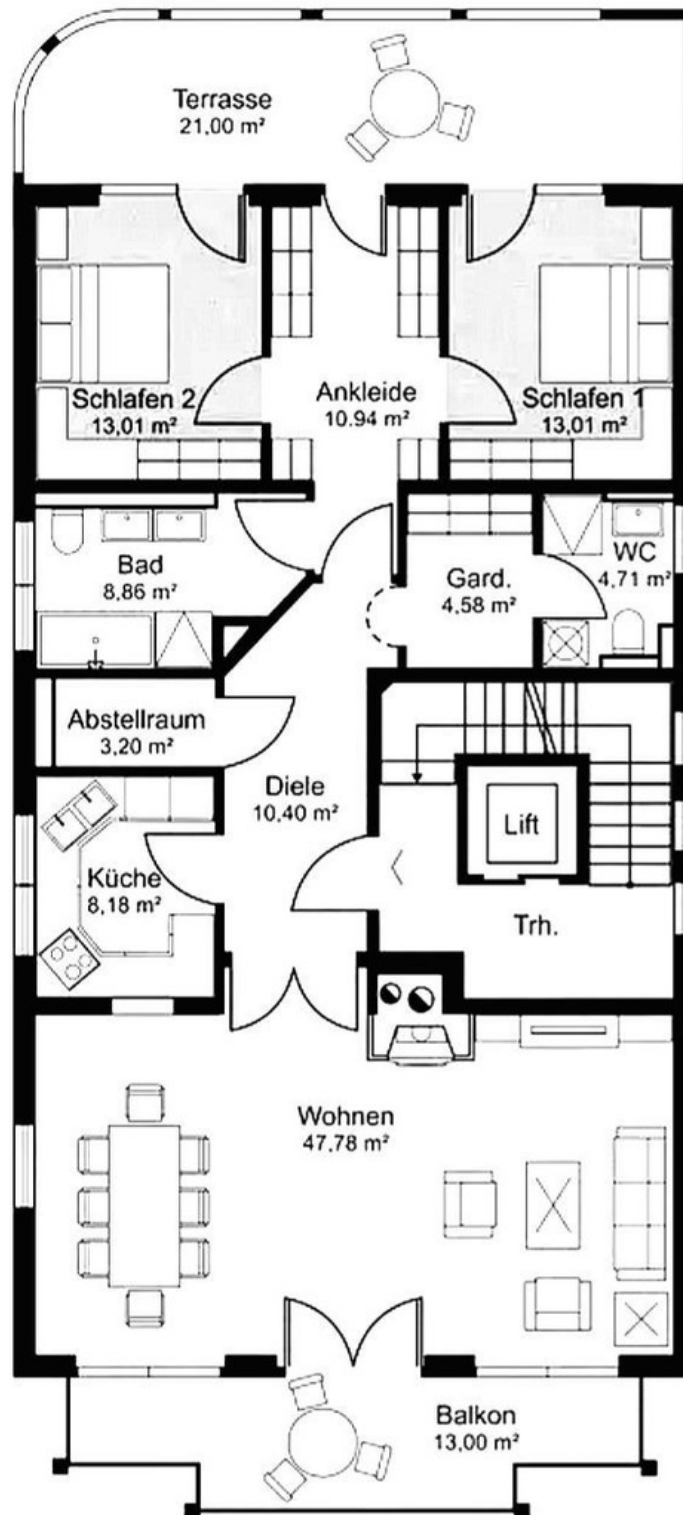 Terrasse
21,00 m²
Schlafen 2
13,01 m²
Ankleide
10.94 m²
Schlafen 1
13,01 m²
Bad
8,86 m²
Gard.
4,58 m²
WC
4,71 m²
Abstellraum
3,20 m²
Diele
10,40 m²
Lift
Küche
8,18 m²
Trh.
Wohnen
47,78 m²
Balkon
13,00 m²